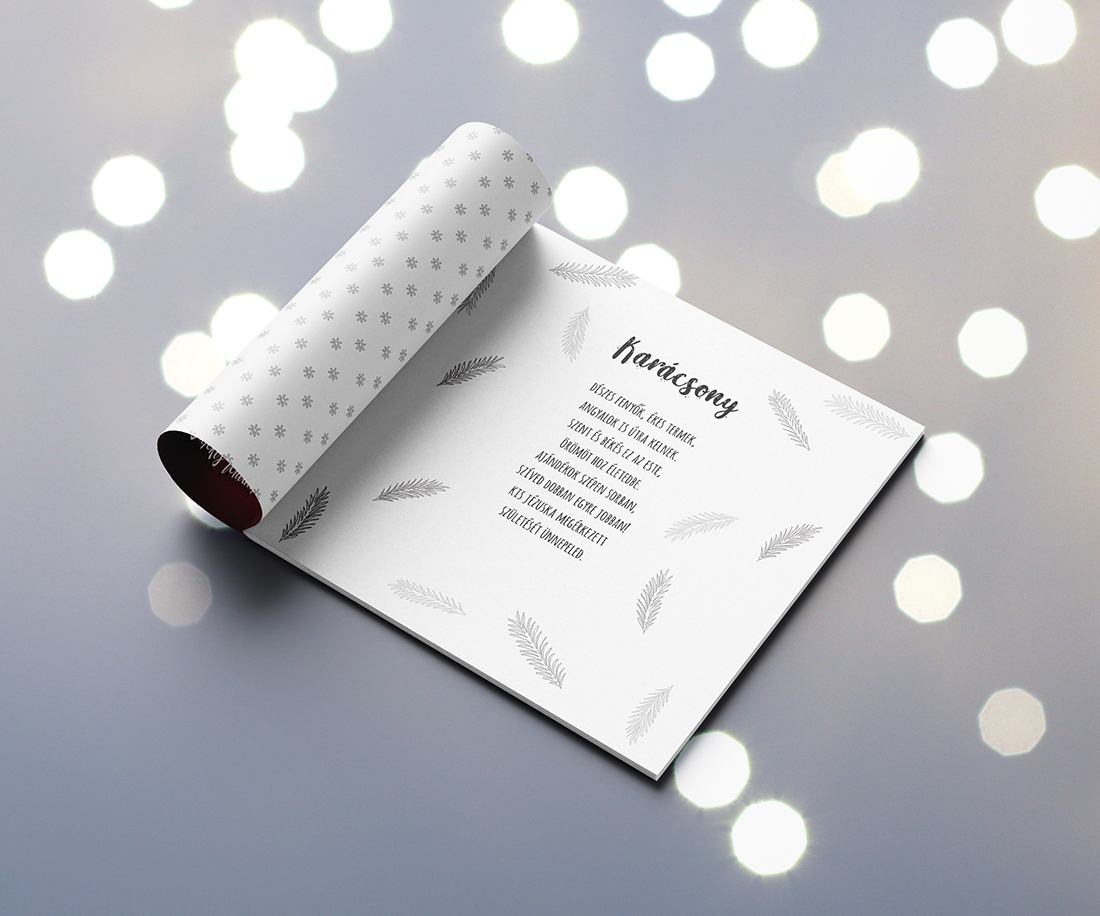 Karácsony
DÍSZES FENYŐK, ÉKES TERMEK,
ANGYALOK IS ÚTRA KELNEK.
SZENT ÉS BÉKÉS EZ AZ ESTE,
ÖRÖMÖT HOZ ÉLETEDBE.
AJÁNDÉKOK SZÉPEN SORBAN,
SZÍVED DOBBAN EGYRE JOBBAN!
KIS JÉZUSKA MEGÉRKEZETT
SZÜLETÉSÉT ÜNNEPELED.